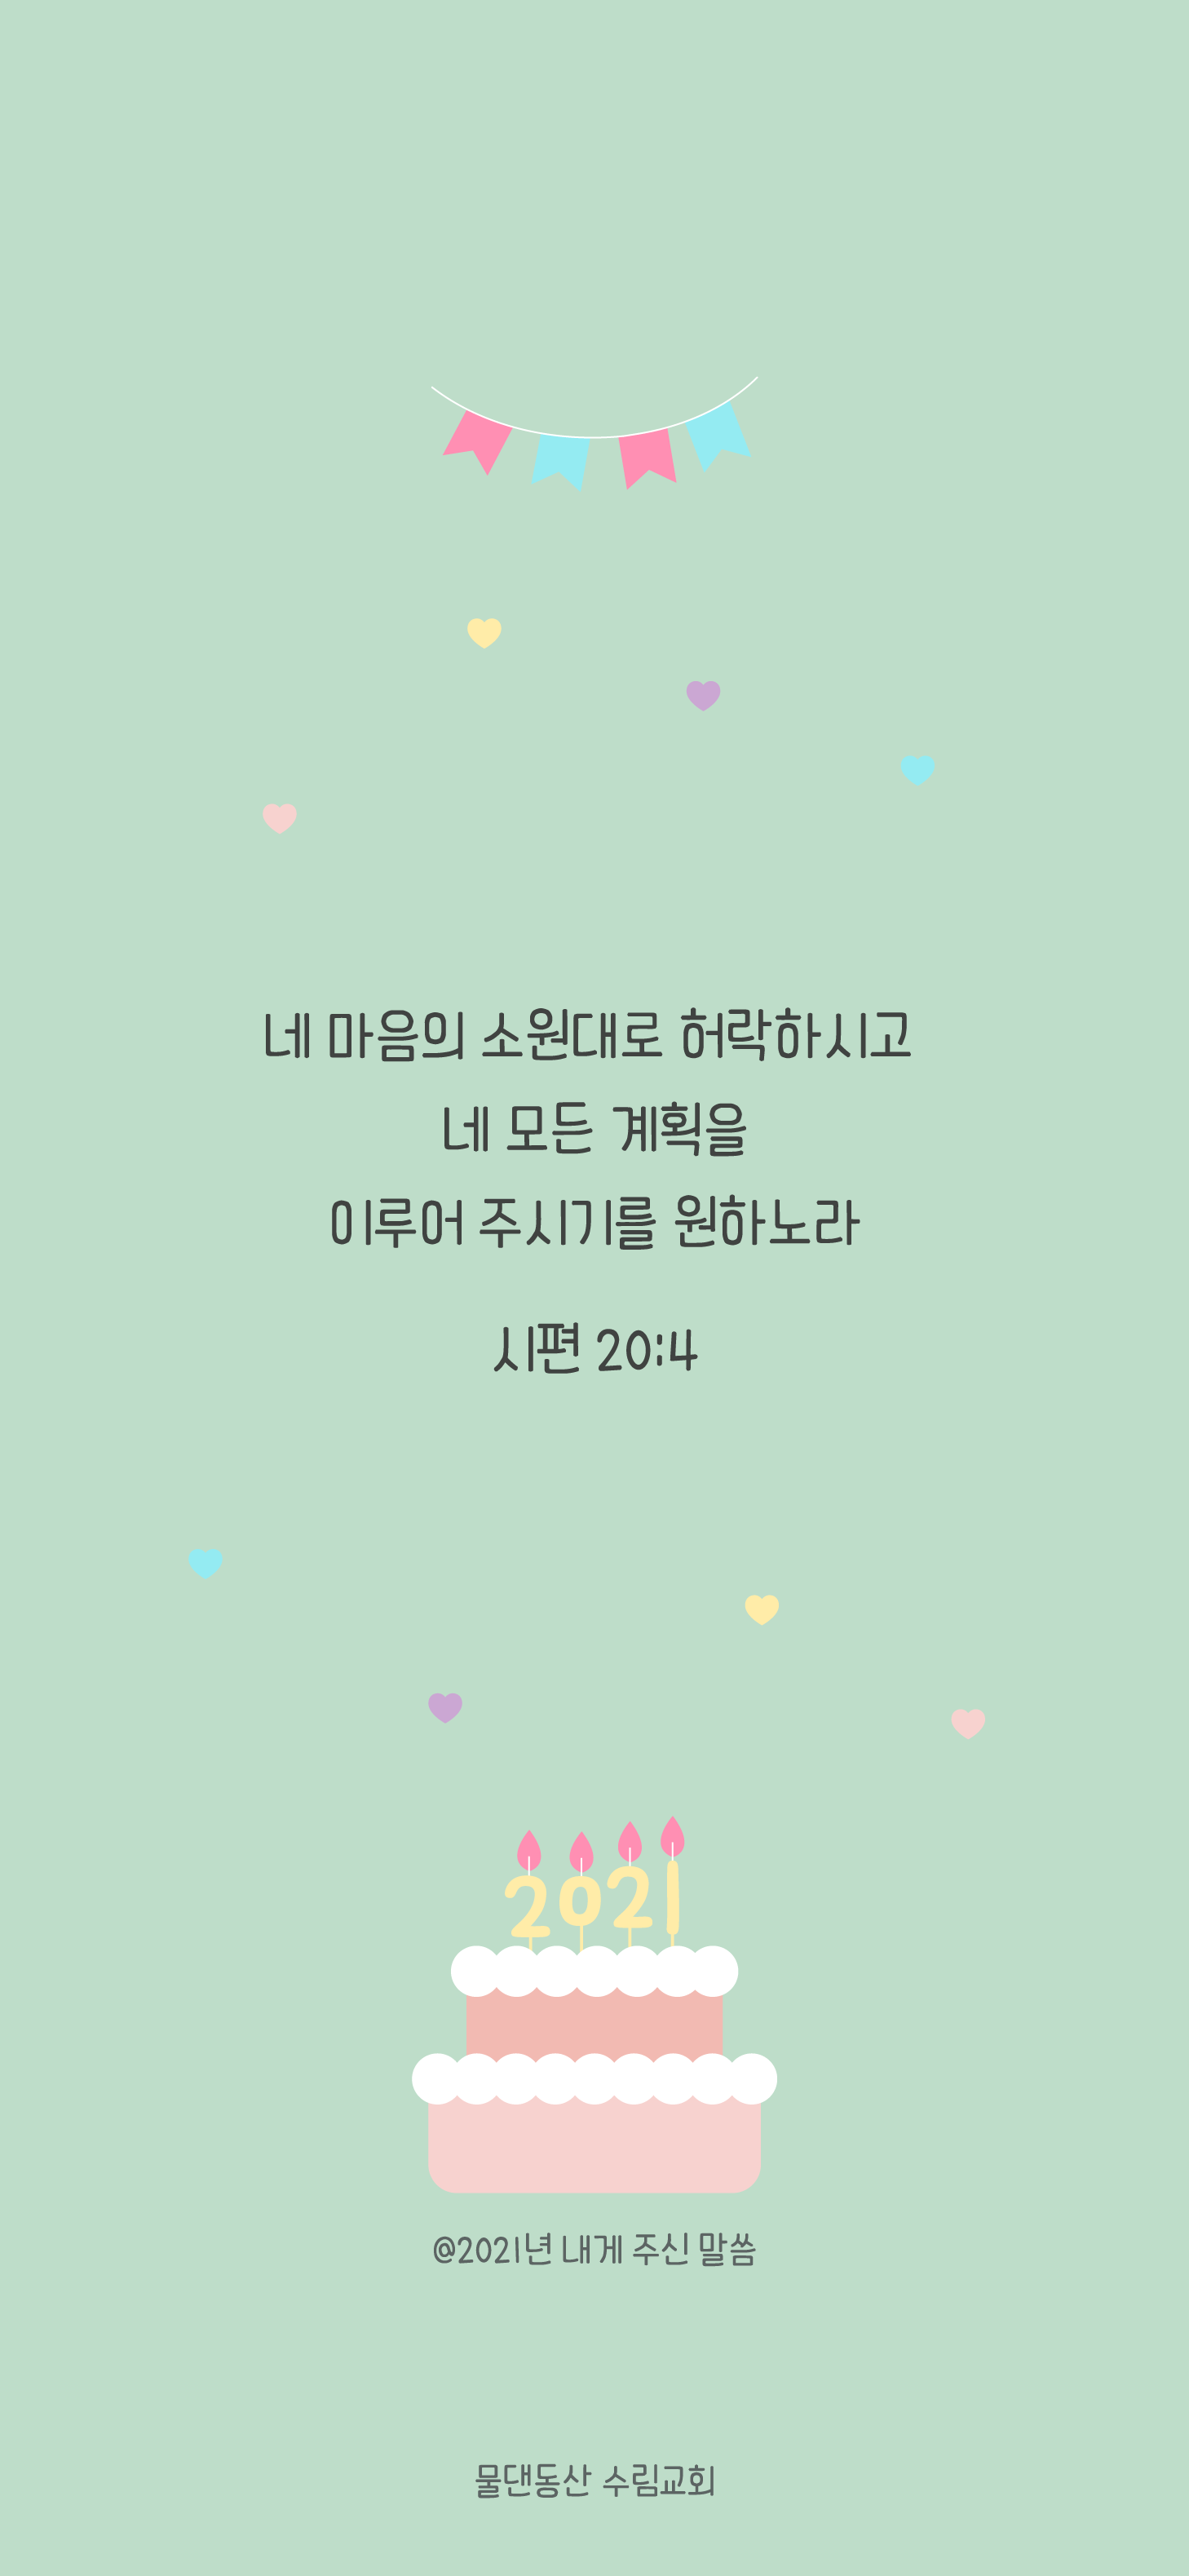 네 마음의 소원대로 허락하시고
네 모든 계획을
이루어 주시기를 원하노라
시편 20:4
2021
@2021년 내게 주신 말씀
물댄동산 수림교회